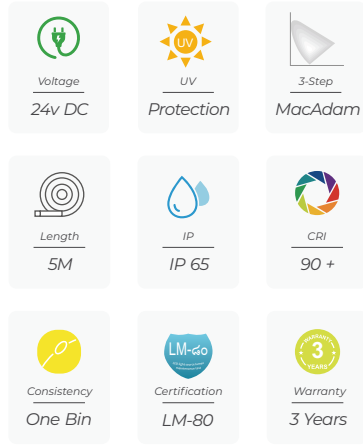 UV
Voltage
24v DC
UV
Protection
3-Step
MacAdam
Length
5M
IP
IP 65
CRI
90 +
Consistency
One Bin
LM-80
Certification
LM-80
WARRANTY
3
YEARS
Warranty
3 Years